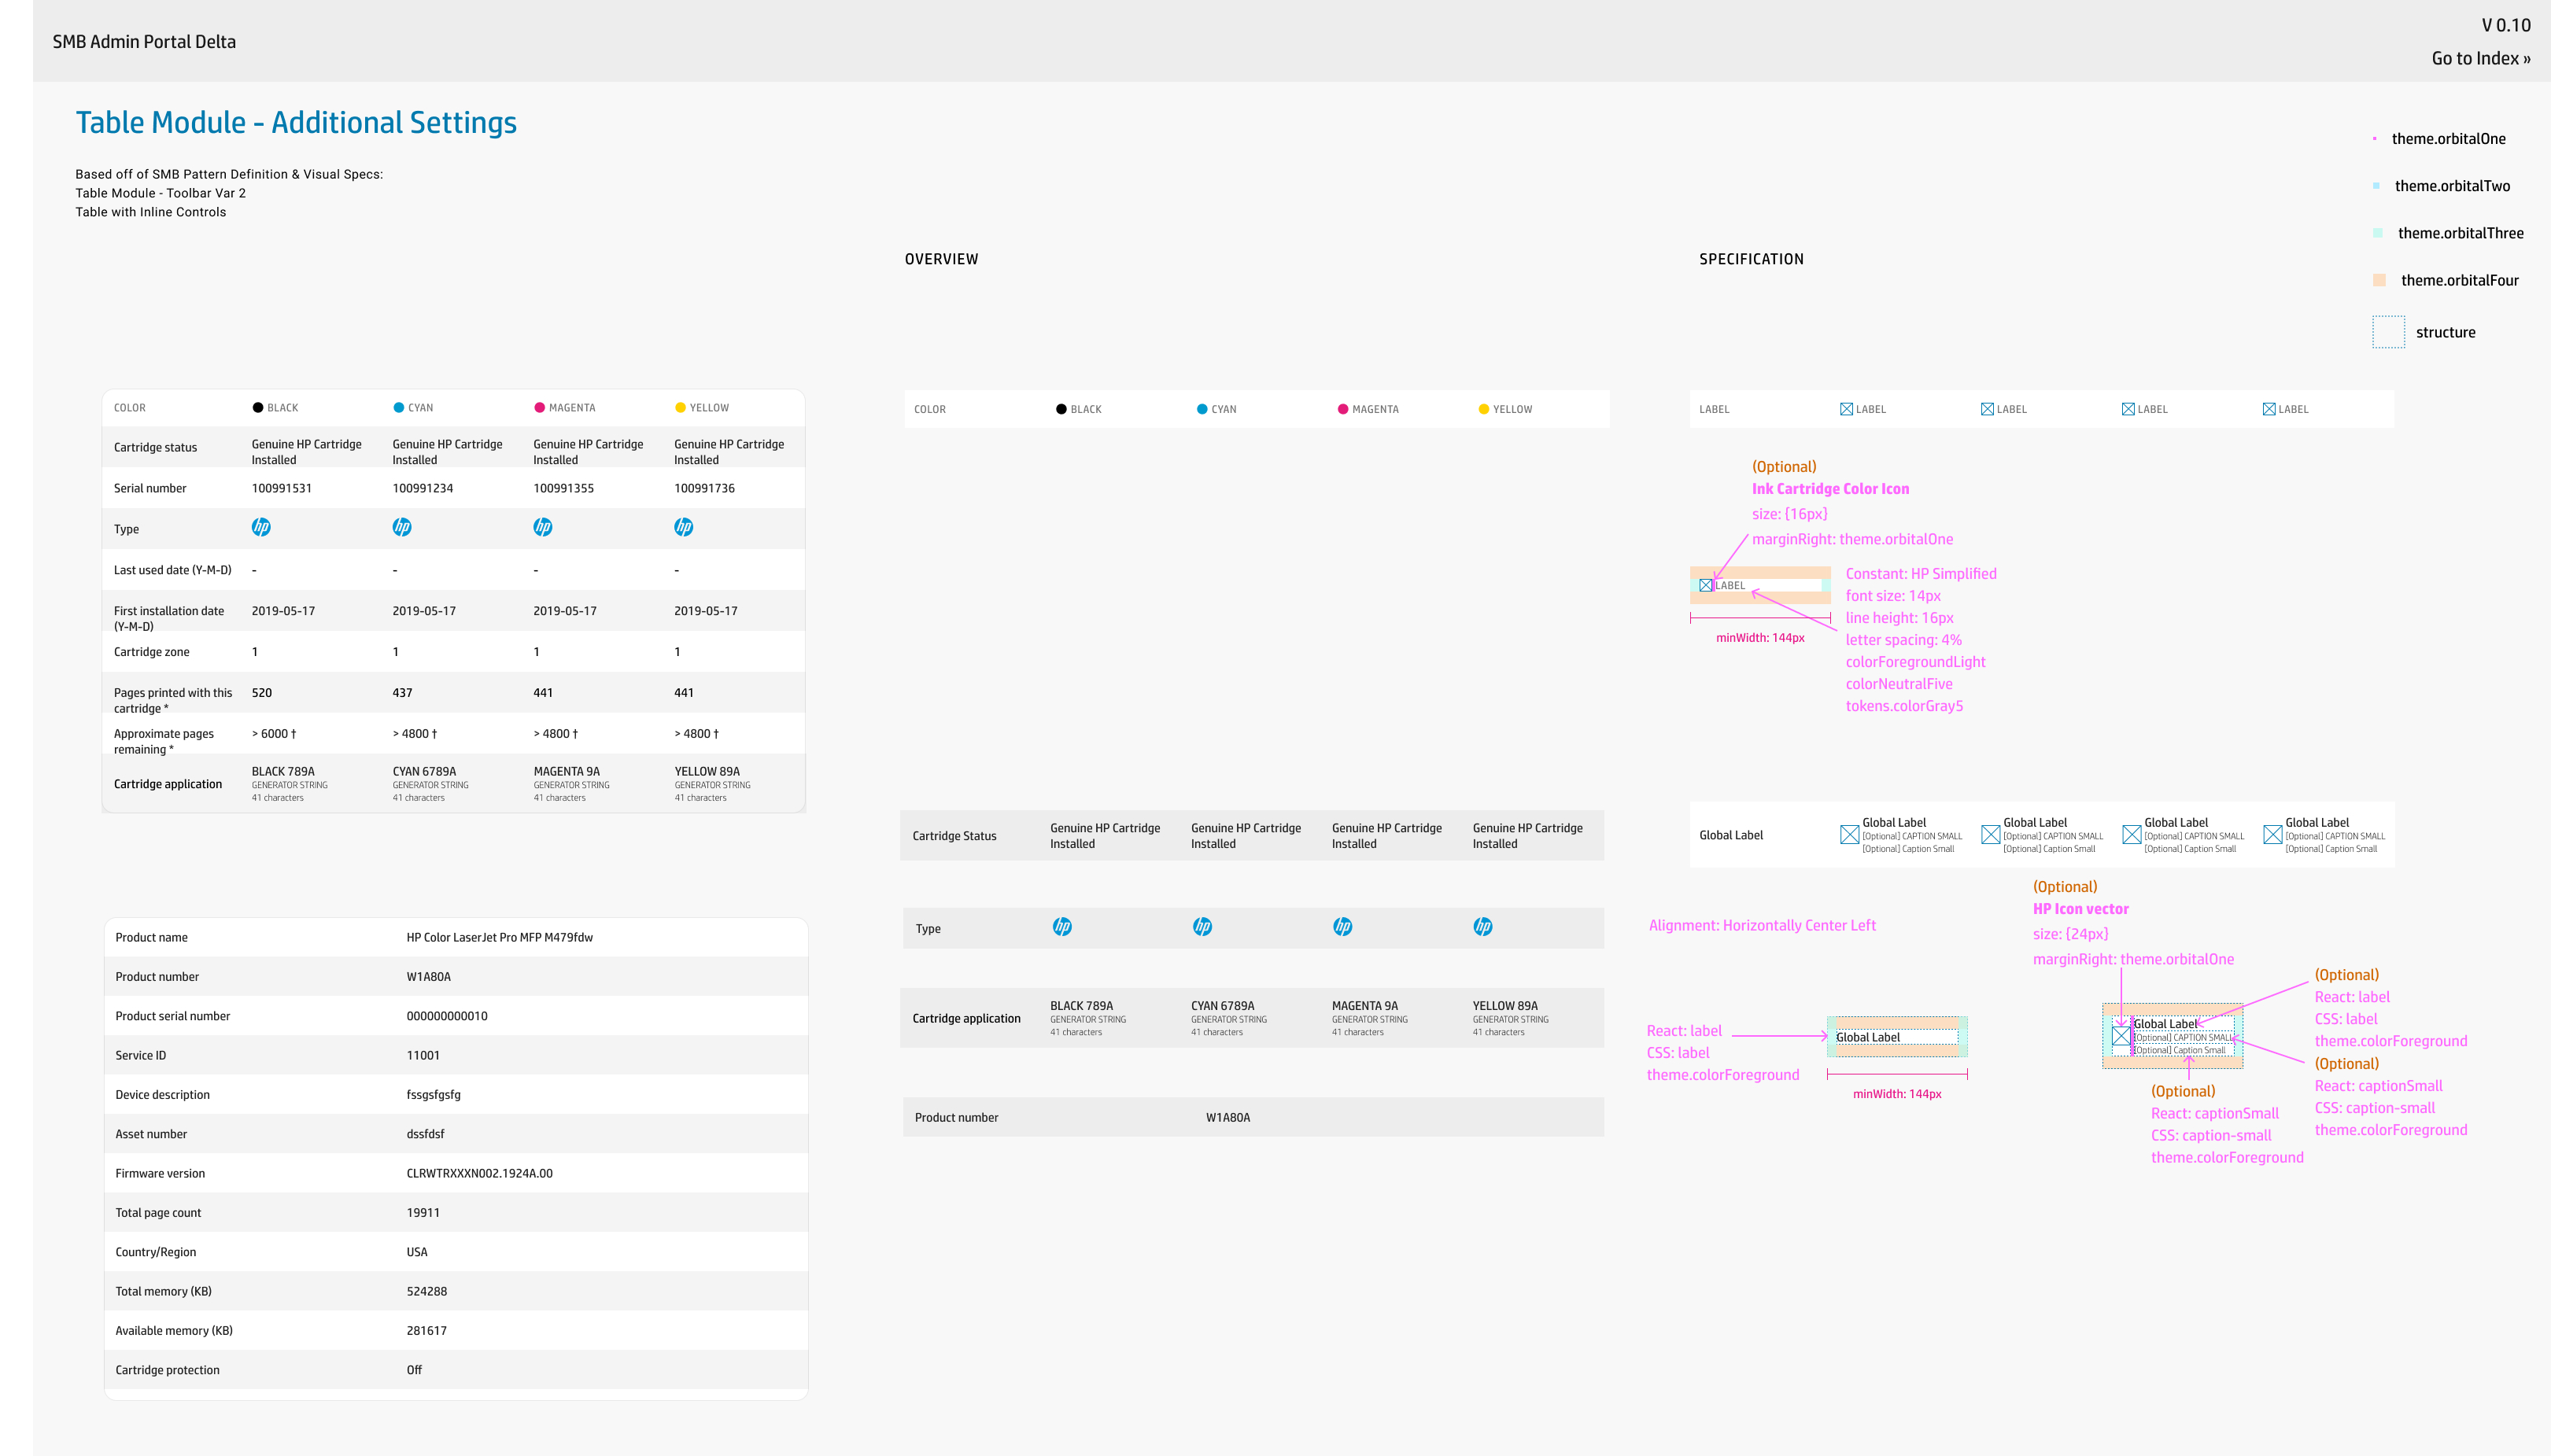 SMB Admin Portal Delta
V 0.10
Go to Index »
Table Module - Additional Settings
Based off of SMB Pattern Definition & Visual Specs:
Table Module - Toolbar Var 2
Table with Inline Controls
theme.orbitalOne
theme.orbitalTwo
theme.orbitalThree
theme.orbitalFour
structure
COLOR BLACK CYAN MAGENTA YELLOW
Cartridge status Genuine HP Cartridge Genuine HP Cartridge Genuine HP Cartridge Genuine HP Cartridge
Installed Installed Installed Installed
Serial number 100991531 100991234 100991355 100991736
Type hp hp hp hp
Last used date (Y-M-D) - - - -
First installation date 2019-05-17 2019-05-17 2019-05-17 2019-05-17
(Y-M-D)
Cartridge zone 1 1 1 1
Pages printed with this 520 437 441 441
cartridge *
Approximate pages > 6000 † > 4800 † > 4800 † > 4800 †
remaining *
Cartridge application BLACK 789A CYAN 6789A MAGENTA 9A YELLOW 89A
GENERATOR STRING GENERATOR STRING GENERATOR STRING GENERATOR STRING
41 characters 41 characters 41 characters 41 characters
Product name HP Color LaserJet Pro MFP M479fdw
Product number W1A80A
Product serial number 000000000010
Service ID 11001
Device description fssgsfgsfg
Asset number dssfdsf
Firmware version CLRWTRXXXN002.1924A.00
Total page count 19911
Country/Region USA
Total memory (KB) 524288
Available memory (KB) 281617
Cartridge protection Off
OVERVIEW
COLOR BLACK CYAN MAGENTA YELLOW
Cartridge Status Genuine HP Cartridge Genuine HP Cartridge Genuine HP Cartridge Genuine HP Cartridge
Installed Installed Installed Installed
Type hp hp hp hp
Cartridge application BLACK 789A CYAN 6789A MAGENTA 9A YELLOW 89A
GENERATOR STRING GENERATOR STRING GENERATOR STRING GENERATOR STRING
41 characters 41 characters 41 characters 41 characters
Product number W1A80A
SPECIFICATION
LABEL LABEL LABEL LABEL LABEL
(Optional)
Ink Cartridge Color Icon
size: {16px}
marginRight: theme.orbitalOne
LABEL
minWidth: 144px
Constant: HP Simplified
font size: 14px
line height: 16px
letter spacing: 4%
colorForegroundLight
colorNeutralFive
tokens.colorGray5
Global Label Global Label Global Label Global Label Global Label
[Optional] CAPTION SMALL [Optional] CAPTION SMALL [Optional] CAPTION SMALL [Optional] CAPTION SMALL
[Optional] Caption Small [Optional] Caption Small [Optional] Caption Small [Optional] Caption Small
Alignment: Horizontally Center Left
React: label
CSS: label
theme.colorForeground
Global Label
minWidth: 144px
(Optional)
HP Icon vector
size: {24px}
marginRight: theme.orbitalOne
Global Label
[Optional] CAPTION SMALL
[Optional] Caption Small
(Optional)
React: label
CSS: label
theme.colorForeground
(Optional)
React: captionSmall
CSS: caption-small
theme.colorForeground
(Optional)
React: captionSmall
CSS: caption-small
theme.colorForeground